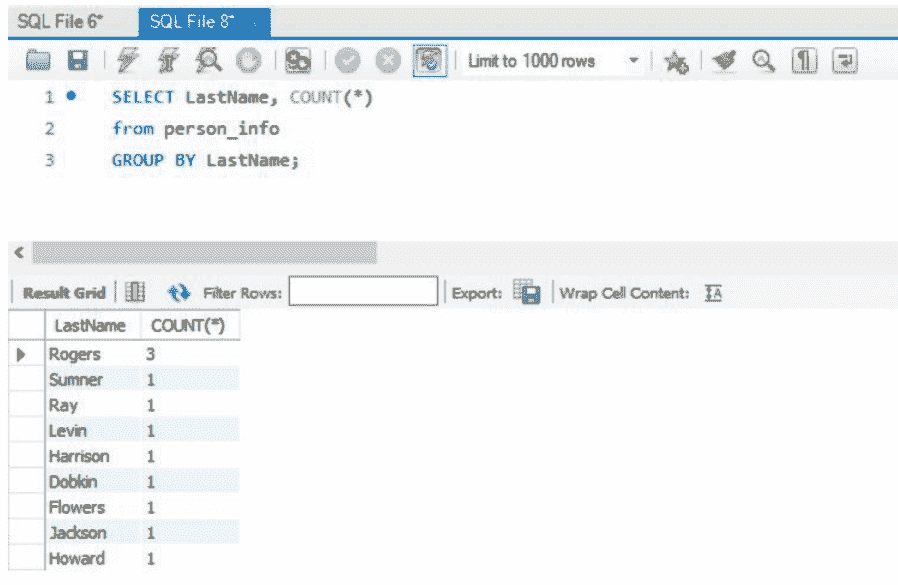 SQL File 6* SQL File 8*
Limit to 1000 rows
1 SELECT LastName, COUNT(*)
2 from person_info
3 GROUP BY LastName;
Result Grid Filter Rows: Export: Wrap Cell Content:
LastName COUNT(*)
Rogers 3
Sumner 1
Ray 1
Levin 1
Harrison 1
Dobkin 1
Flowers 1
Jackson 1
Howard 1